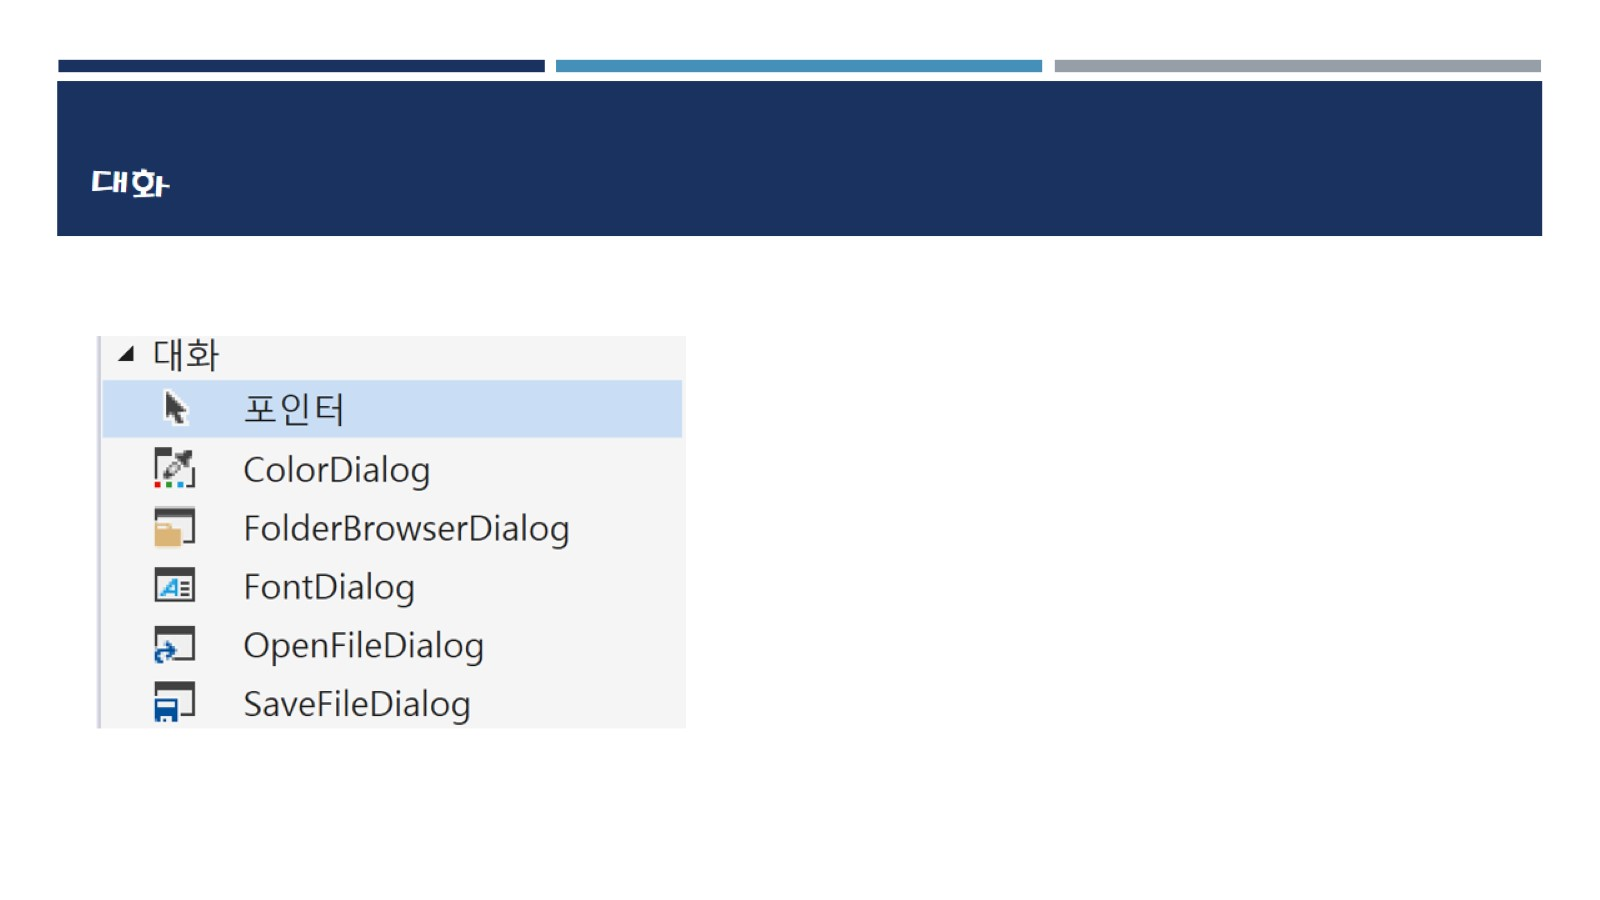 대화
대화
포인터
ColorDialog
FolderBrowserDialog
FontDialog
OpenFileDialog
SaveFileDialog